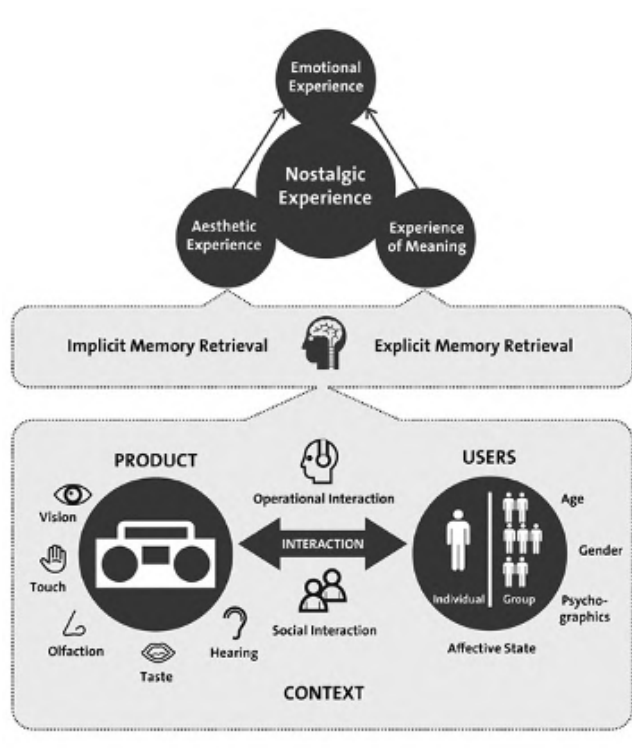 Emotional
Experience
Nostalgic
Experience
Aesthetic
Experience
Experience
of Meaning
Implicit Memory Retrieval
Explicit Memory Retrieval
PRODUCT
USERS
Vision
Touch
Olfaction
Taste
Hearing
Operational Interaction
INTERACTION
Social Interaction
Individual
Group
Age
Gender
Psycho-
graphics
Affective State
CONTEXT